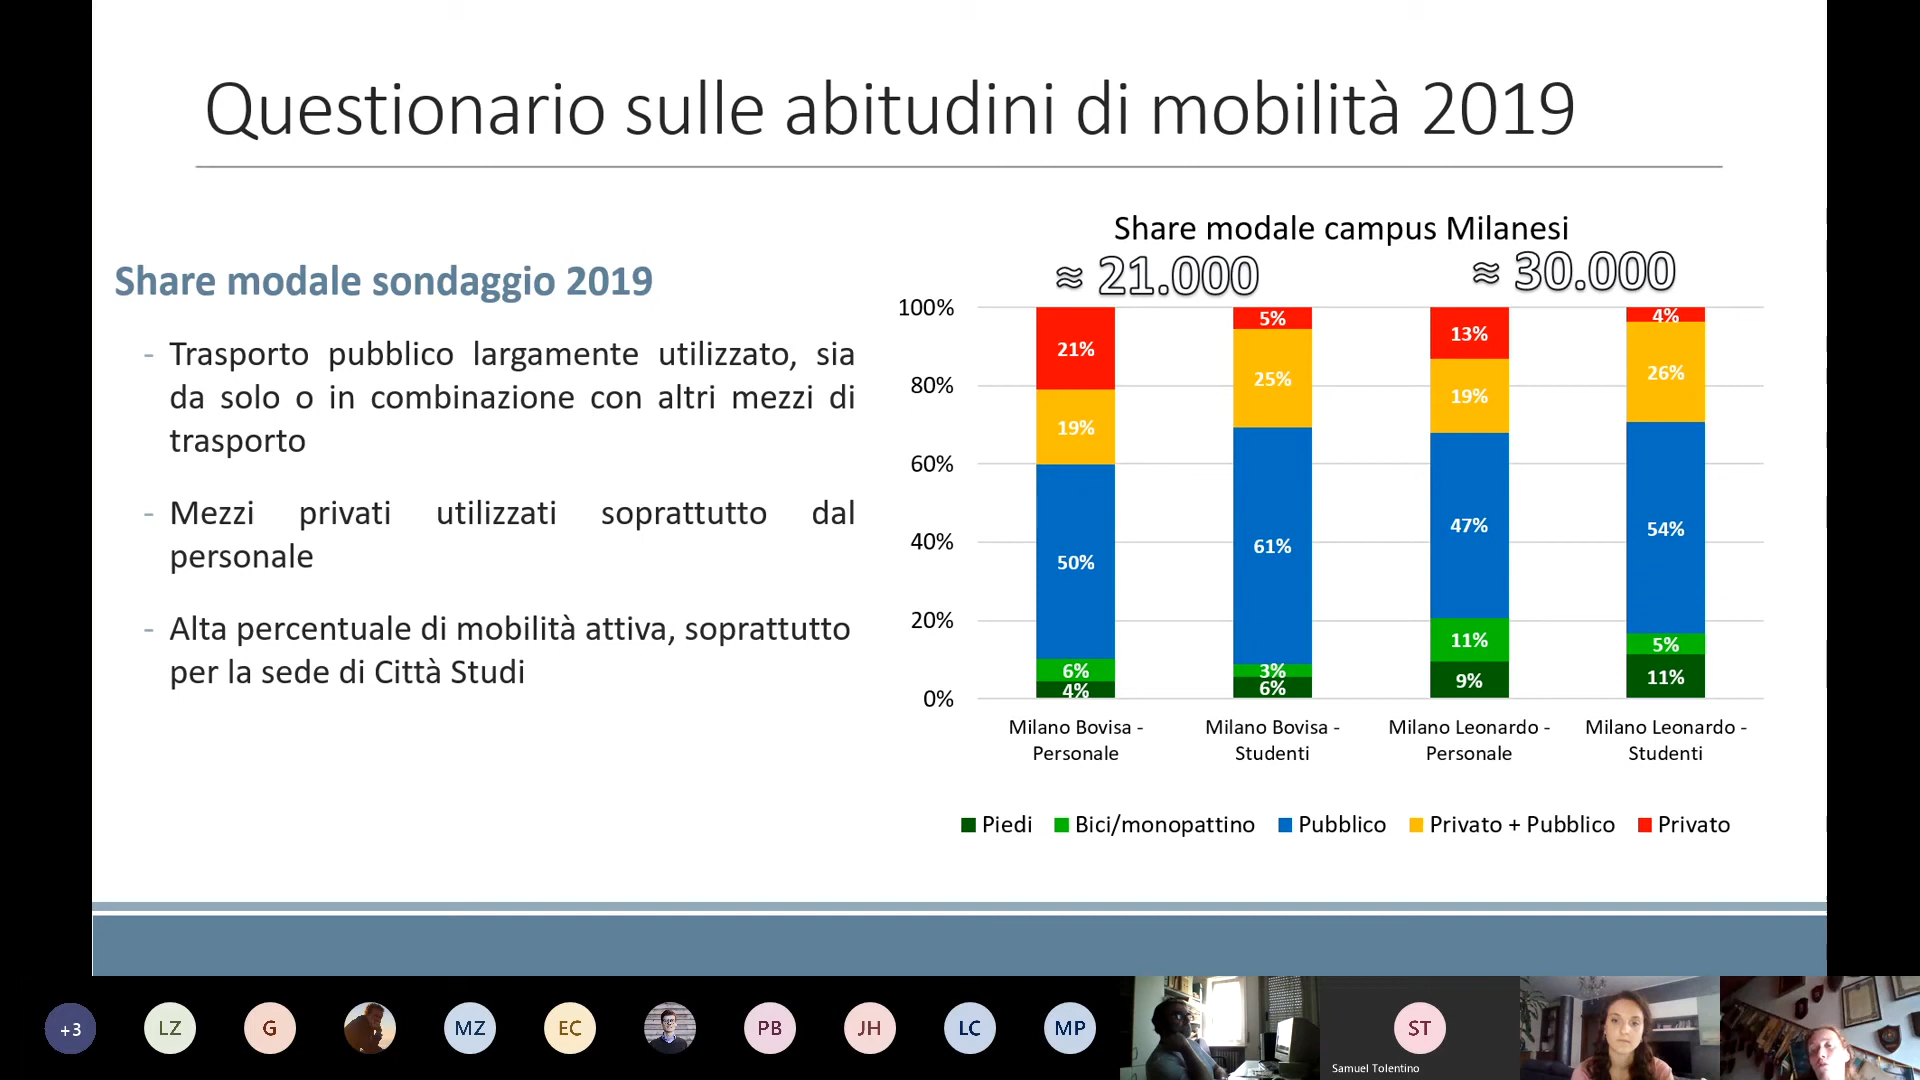 Questionario sulle abitudini di mobilità 2019
Share modale sondaggio 2019
- Trasporto pubblico largamente utilizzato, sia
da solo o in combinazione con altri mezzi di
trasporto
- Mezzi privati utilizzati soprattutto dal
personale
- Alta percentuale di mobilità attiva, soprattutto
per la sede di Città Studi
Share modale campus Milanesi
≈ 21.000
≈ 30.000
100%
80%
60%
40%
20%
0%
21%
19%
50%
6%
4%
5%
25%
61%
3%
6%
13%
19%
47%
11%
9%
4%
26%
54%
5%
11%
Milano Bovisa -
Personale
Milano Bovisa -
Studenti
Milano Leonardo -
Personale
Milano Leonardo -
Studenti
Piedi
Bici/monopattino
Pubblico
Privato + Pubblico
Privato
+3
LZ
G
MZ
EC
PB
JH
LC
MP
ST
Samuel Tolentino